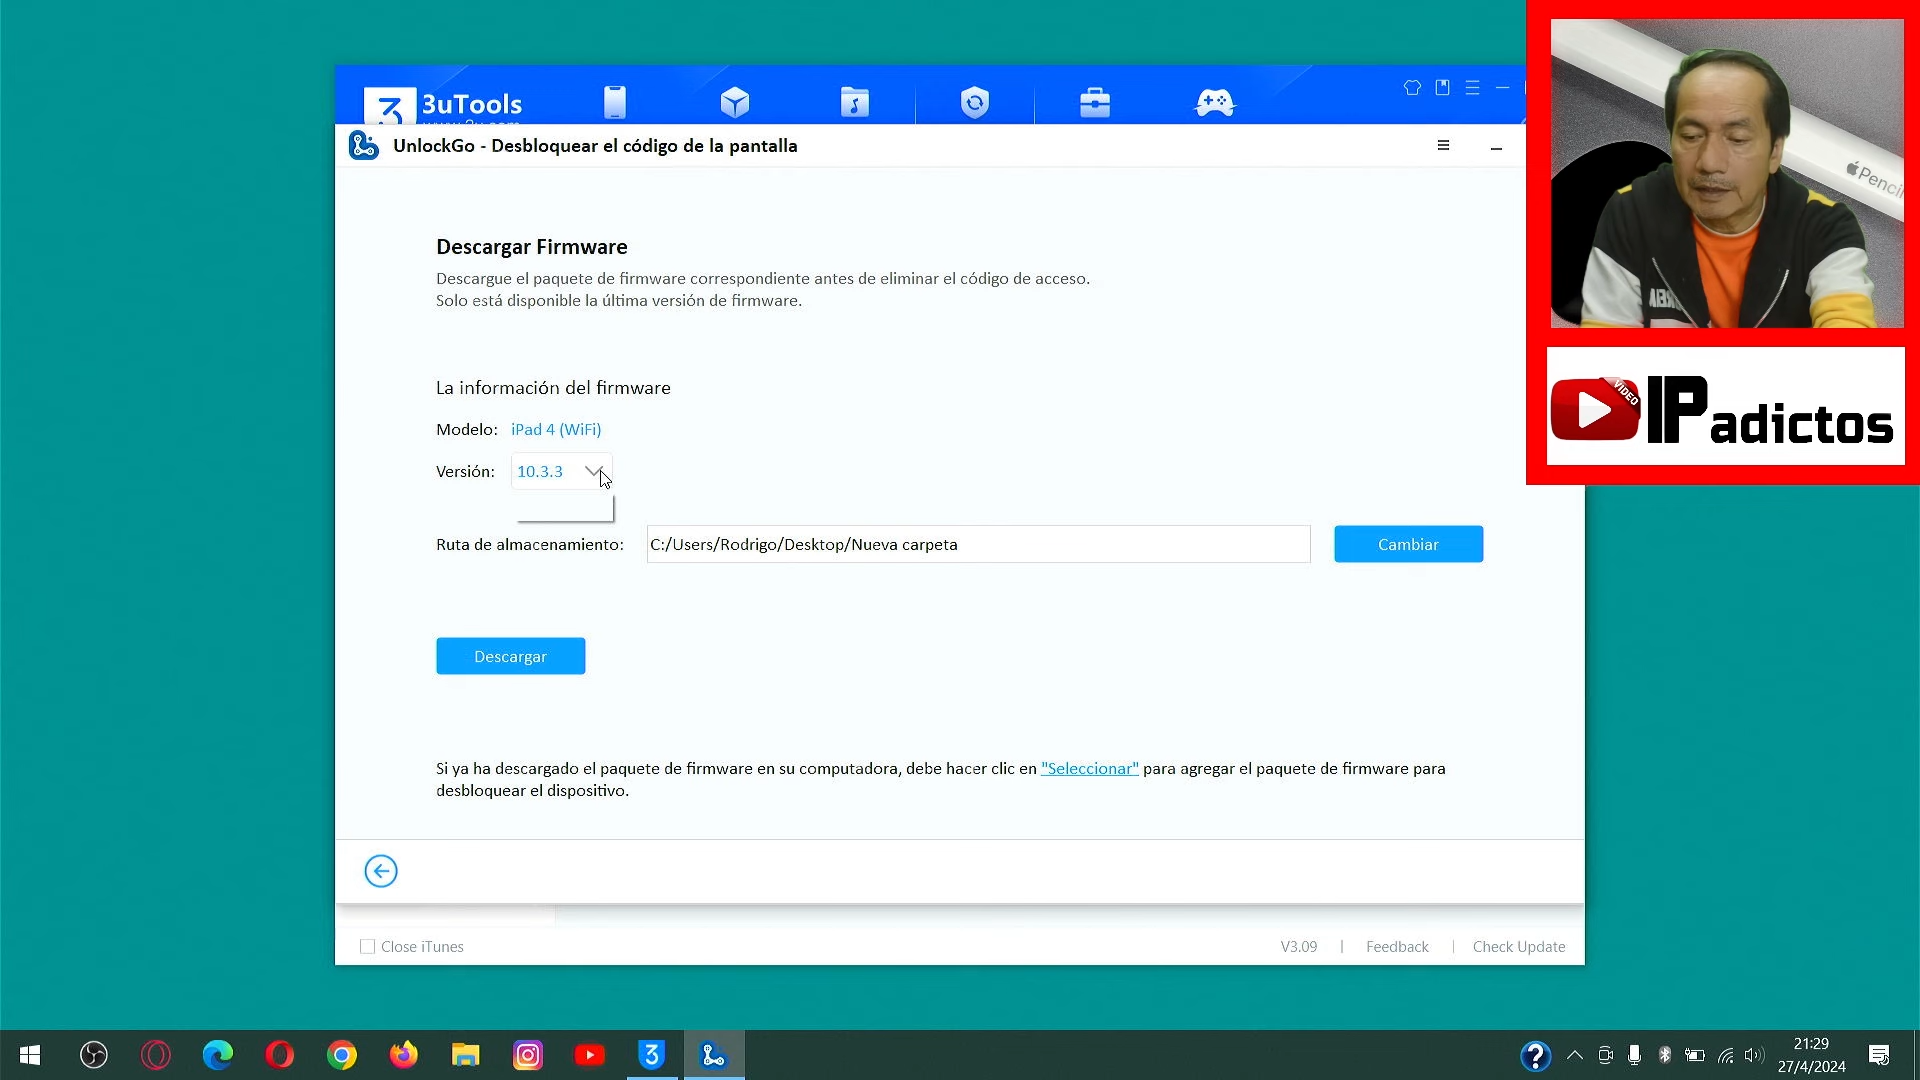 3
3uTools
UnlockGo - Desbloquear el código de la pantalla
Descargar Firmware
Descargue el paquete de firmware correspondiente antes de eliminar el código de acceso.
Solo está disponible la última versión de firmware.
La información del firmware
Modelo: iPad 4 (WiFi)
Versión: 10.3.3
Ruta de almacenamiento: C:/Users/Rodrigo/Desktop/Nueva carpeta Cambiar
Descargar
Si ya ha descargado el paquete de firmware en su computadora, debe hacer clic en "Seleccionar" para agregar el paquete de firmware para
desbloquear el dispositivo.
Close iTunes
V3.09 | Feedback | Check Update
Pencil
VIDEO
IPadictos
3
?
21:29
27/4/2024